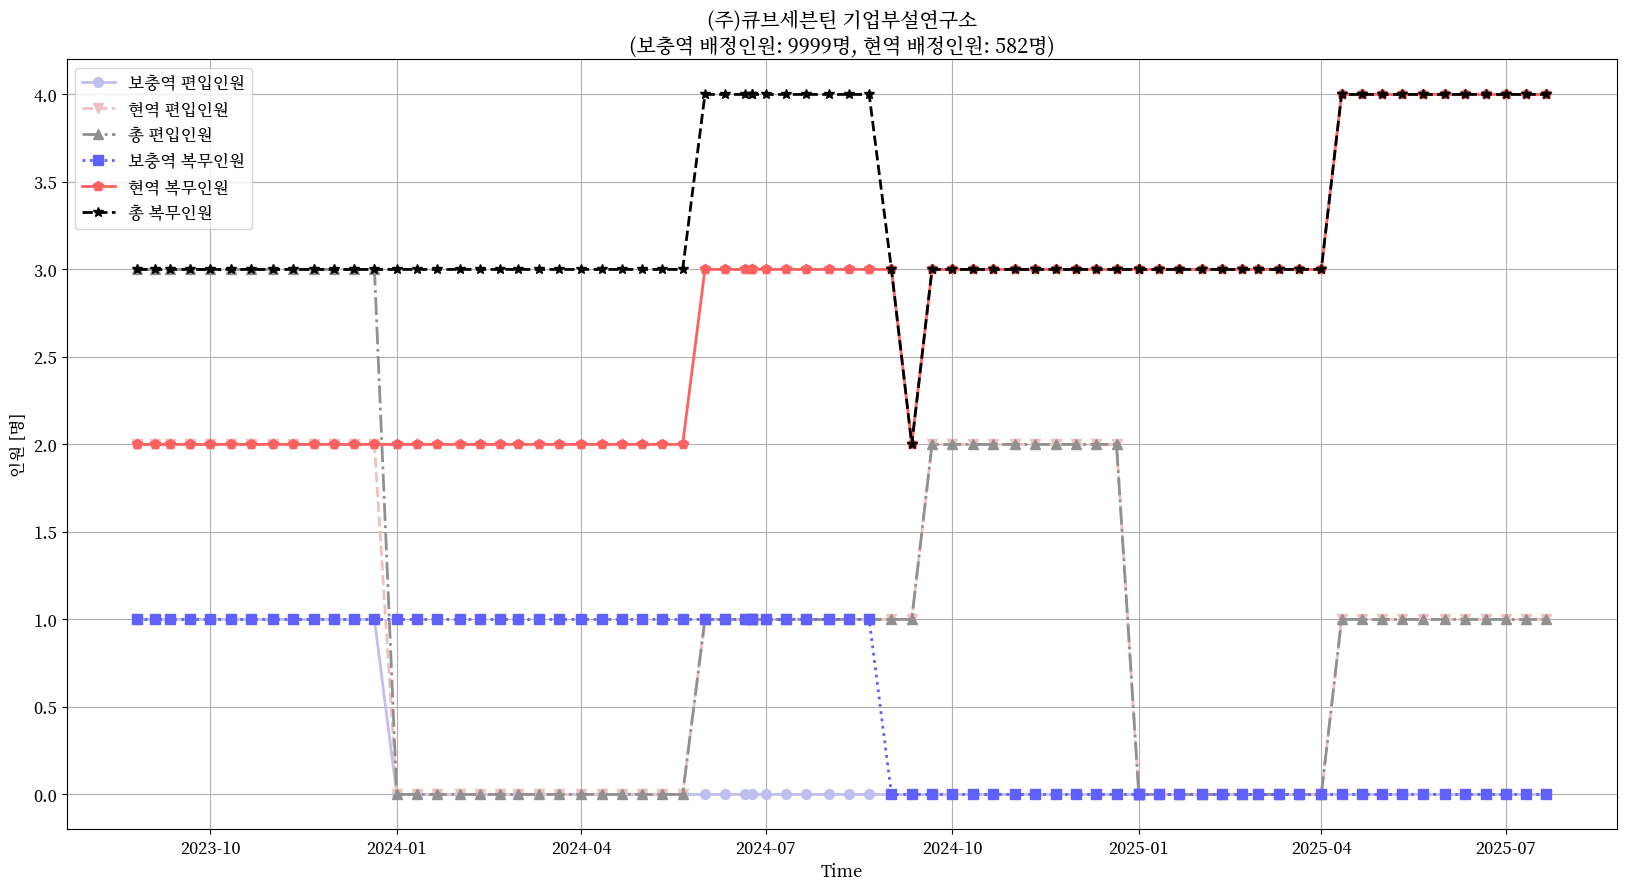 (주)큐브세븐틴 기업부설연구소
(보충역 배정인원: 9999명, 현역 배정인원: 582명)
보충역 편입인원
현역 편입인원
총 편입인원
보충역 복무인원
현역 복무인원
총 복무인원
4.0
3.5
3.0
2.5
2.0
1.5
1.0
0.5
0.0
인원 [명]
2023-10 2024-01 2024-04 2024-07 2024-10 2025-01 2025-04 2025-07
Time